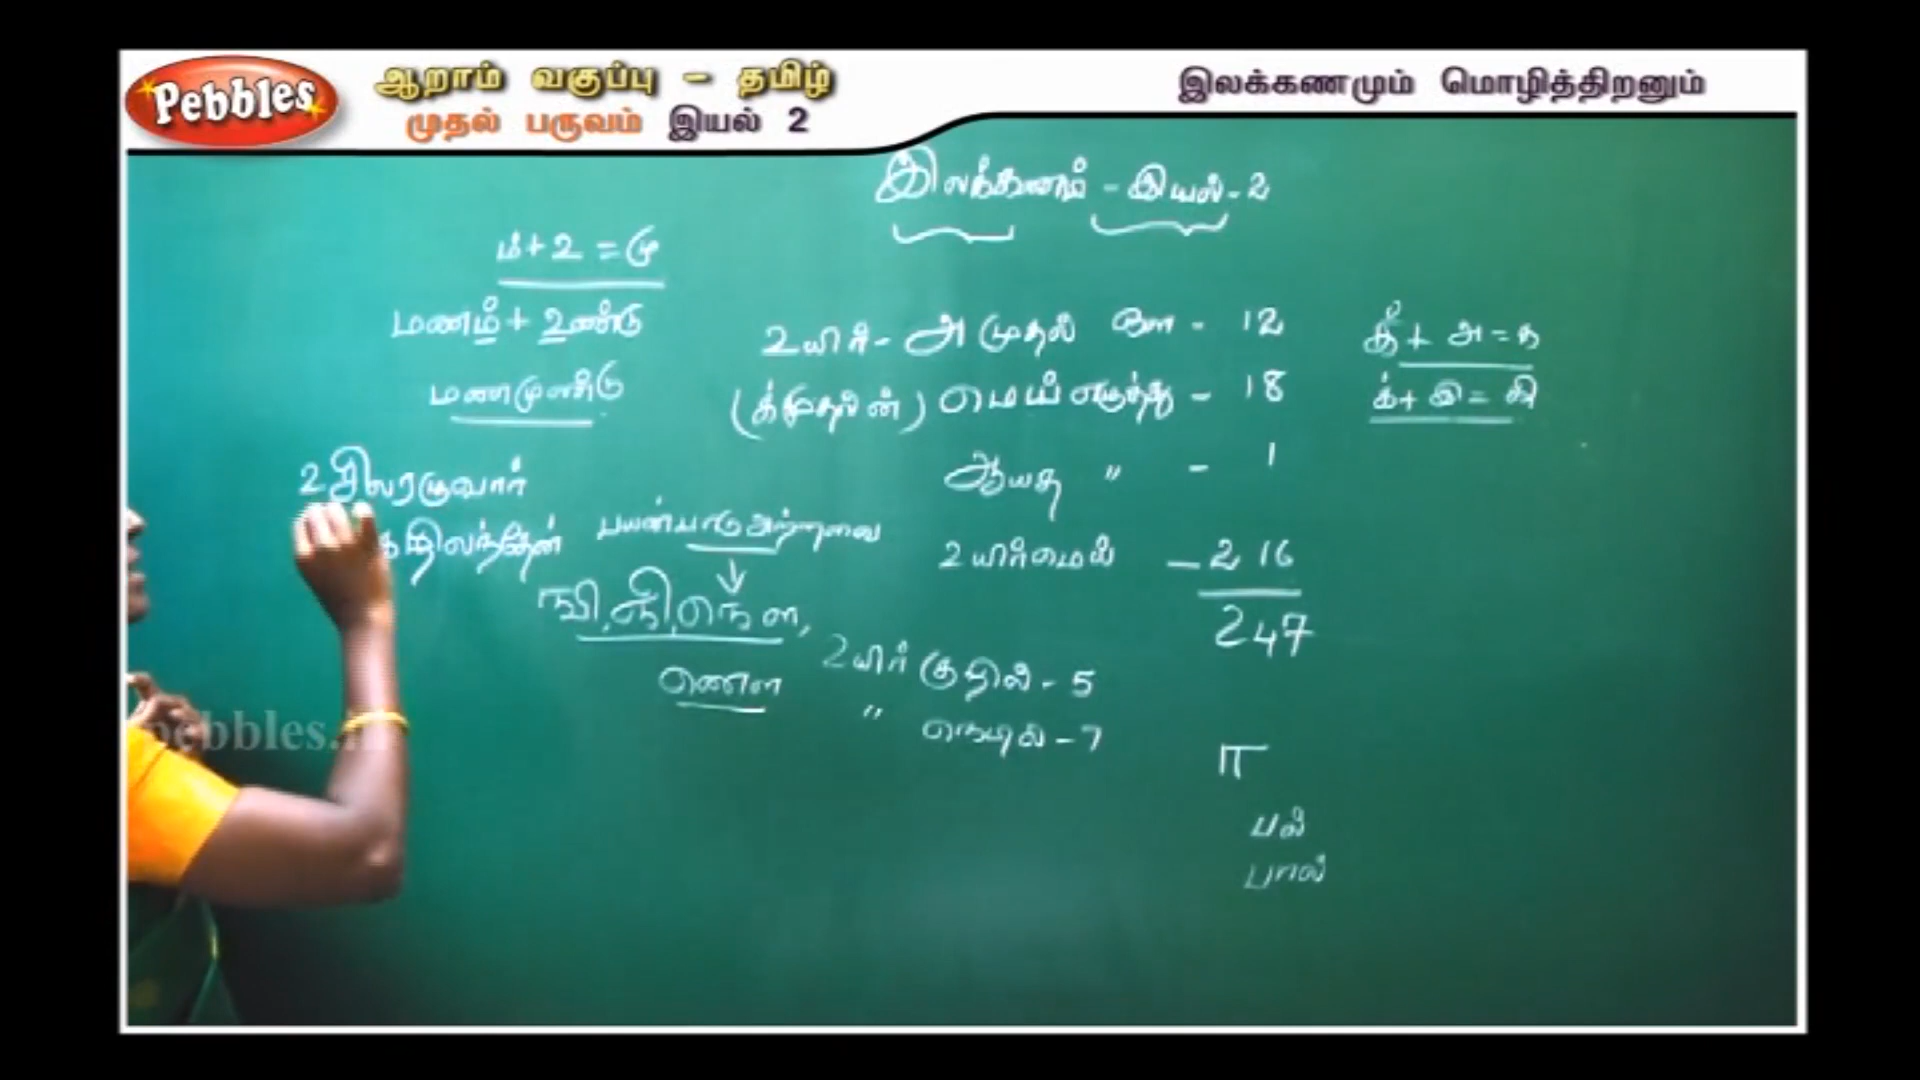 Pebbles
ஆறாம் வகுப்பு - தமிழ்
முதல் பருவம் இயல் 2
இலக்கணமும் மொழித்திறனும்
இலக்கணம் - இயல் - 2
ம் + உ = மு
மணம் + உண்டு
மணமுண்டு
உயிர் - அ முதல் ஔ - 12
(க் முதல் ன்) மெய் எழுத்து - 18
ஆயத " - 1
உயிர்மெய் - 216
247
க் + அ = க
க் + இ = கி
பயன்பாடு அற்றவை
ஙி, ஞி, நௌ,
ணௌ
உயிர் குறில் - 5
" நெடில் - 7
ா
பல்
பால்
pebbles.in